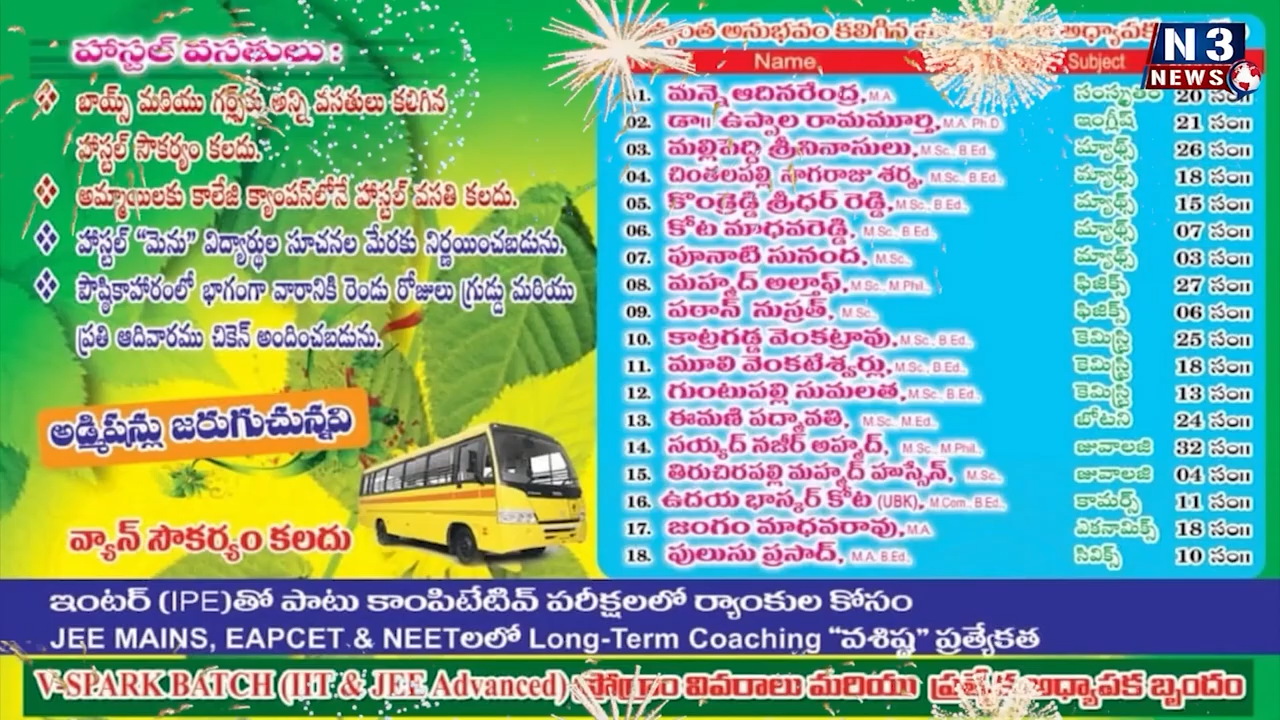 హాస్టల్ వసతులు :
బాయ్స్ మరియు గర్ల్స్‌కు అన్ని వసతులు కలిగిన
హాస్టల్ సౌకర్యం కలదు.
అమ్మాయిలకు కాలేజి క్యాంపస్‌లోనే హాస్టల్ వసతి కలదు.
హాస్టల్ "మెను" విద్యార్థుల సూచనల మేరకు నిర్ణయించబడును.
పౌష్ఠికాహారంలో భాగంగా వారానికి రెండు రోజులు గ్రుడ్డు మరియు
ప్రతి ఆదివారము చికెన్ అందించబడును.
అడ్మిషన్లు జరుగుచున్నవి
వ్యాన్ సౌకర్యం కలదు
అనుభవం కలిగిన
N3
NEWS
Name Subject
మన్నె ఆదినరేంద్ర, M.A. సంస్కృతం 20 సం॥
02. డా॥ ఉప్పాల రామమూర్తి, M.A. Ph.D ఇంగ్లీష్ 21 సం॥
03. మల్లిపెద్ది శ్రీనివాసులు, M.Sc., B.Ed. మ్యాథ్స్ 26 సం॥
04. చింతలపల్లి నాగరాజు శర్మ, M.Sc., B.Ed. మ్యాథ్స్ 18 సం॥
05. కొండ్రెడ్డి శ్రీధర్ రెడ్డి, M.Sc., B.Ed. మ్యాథ్స్ 15 సం॥
06. కోట మాధవరెడ్డి, M.Sc., B.Ed. మ్యాథ్స్ 07 సం॥
07. పూనాటి సునంద, M.Sc. మ్యాథ్స్ 03 సం॥
08. మహ్మద్ అల్తాఫ్, M.Sc., M.Phil., ఫిజిక్స్ 27 సం॥
09. పఠాన్ నుస్రత్, M.Sc. ఫిజిక్స్ 06 సం॥
10. కాట్రగడ్డ వెంకట్రావు, M.Sc., B.Ed., కెమిస్ట్రి 25 సం॥
11. మూలి వెంకటేశ్వర్లు, M.Sc., B.Ed. కెమిస్ట్రి 18 సం॥
12. గుంటుపల్లి సుమలత, M.Sc., B.Ed. కెమిస్ట్రి 13 సం॥
13. ఈమణి పద్మావతి, M.Sc., M.Ed. బోటని 24 సం॥
14. సయ్యద్ నజీర్ అహ్మద్, M.Sc., M.Phil., జువాలజి 32 సం॥
15. తిరుచిరపల్లి మహ్మద్ హుస్సేన్, M.Sc. జువాలజి 04 సం॥
16. ఉదయ భాస్కర్ కోట (UBK), M.Com., B.Ed., కామర్స్ 11 సం॥
17. జంగం మాధవరావు, M.A. ఎకనామిక్స్ 18 సం॥
18. పులుసు ప్రసాద్, M.A. B.Ed. సివిక్స్ 10 సం॥
ఇంటర్ (IPE)తో పాటు కాంపిటేటివ్ పరీక్షలలో ర్యాంకుల కోసం
JEE MAINS, EAPCET & NEETలలో Long-Term Coaching "వశిష్ఠ" ప్రత్యేకత
V-SPARK BATCH (IIT & JEE Advanced) ప్రోగ్రాం వివరాలు మరియు ప్రత్యేక అధ్యాపక బృందం